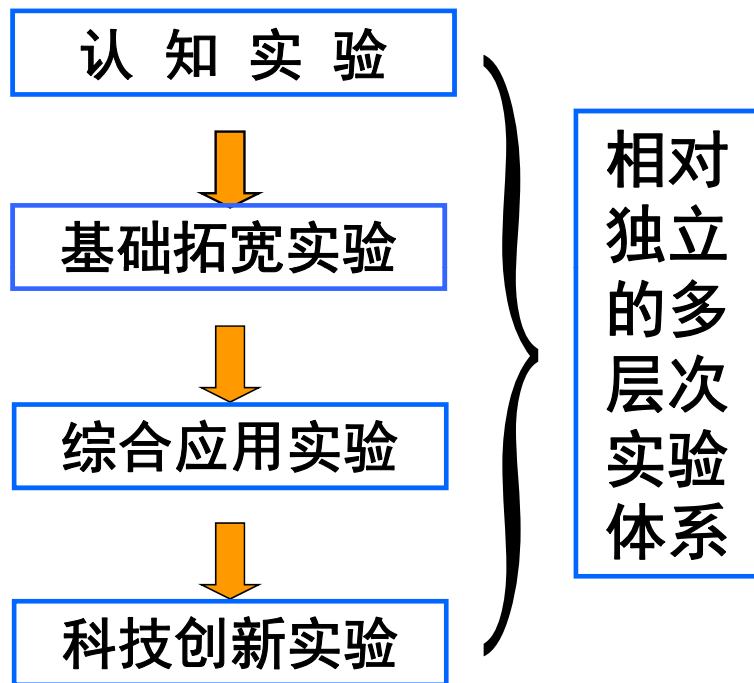 认 知 实 验
基础拓宽实验
综合应用实验
科技创新实验
相对
独立
的多
层次
实验
体系